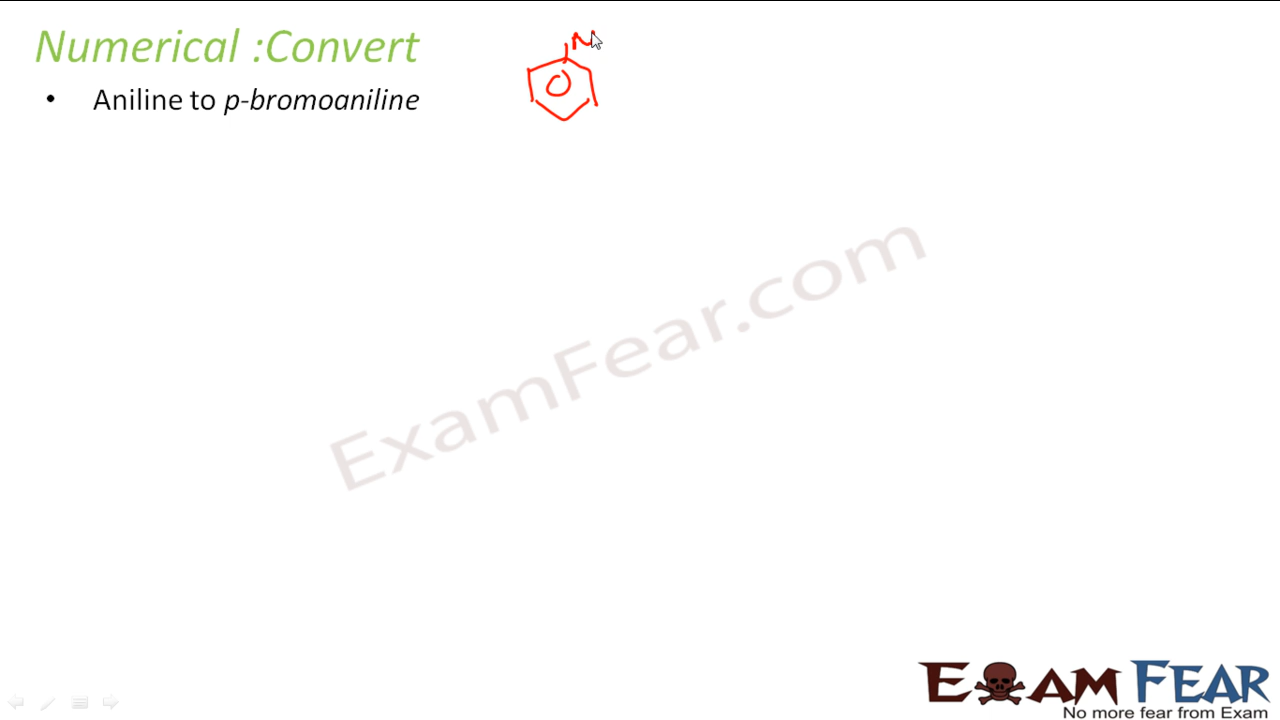 Numerical :Convert
N
• Aniline to p-bromoaniline
ExamFear.com
EXAM FEAR
No more fear from Exam